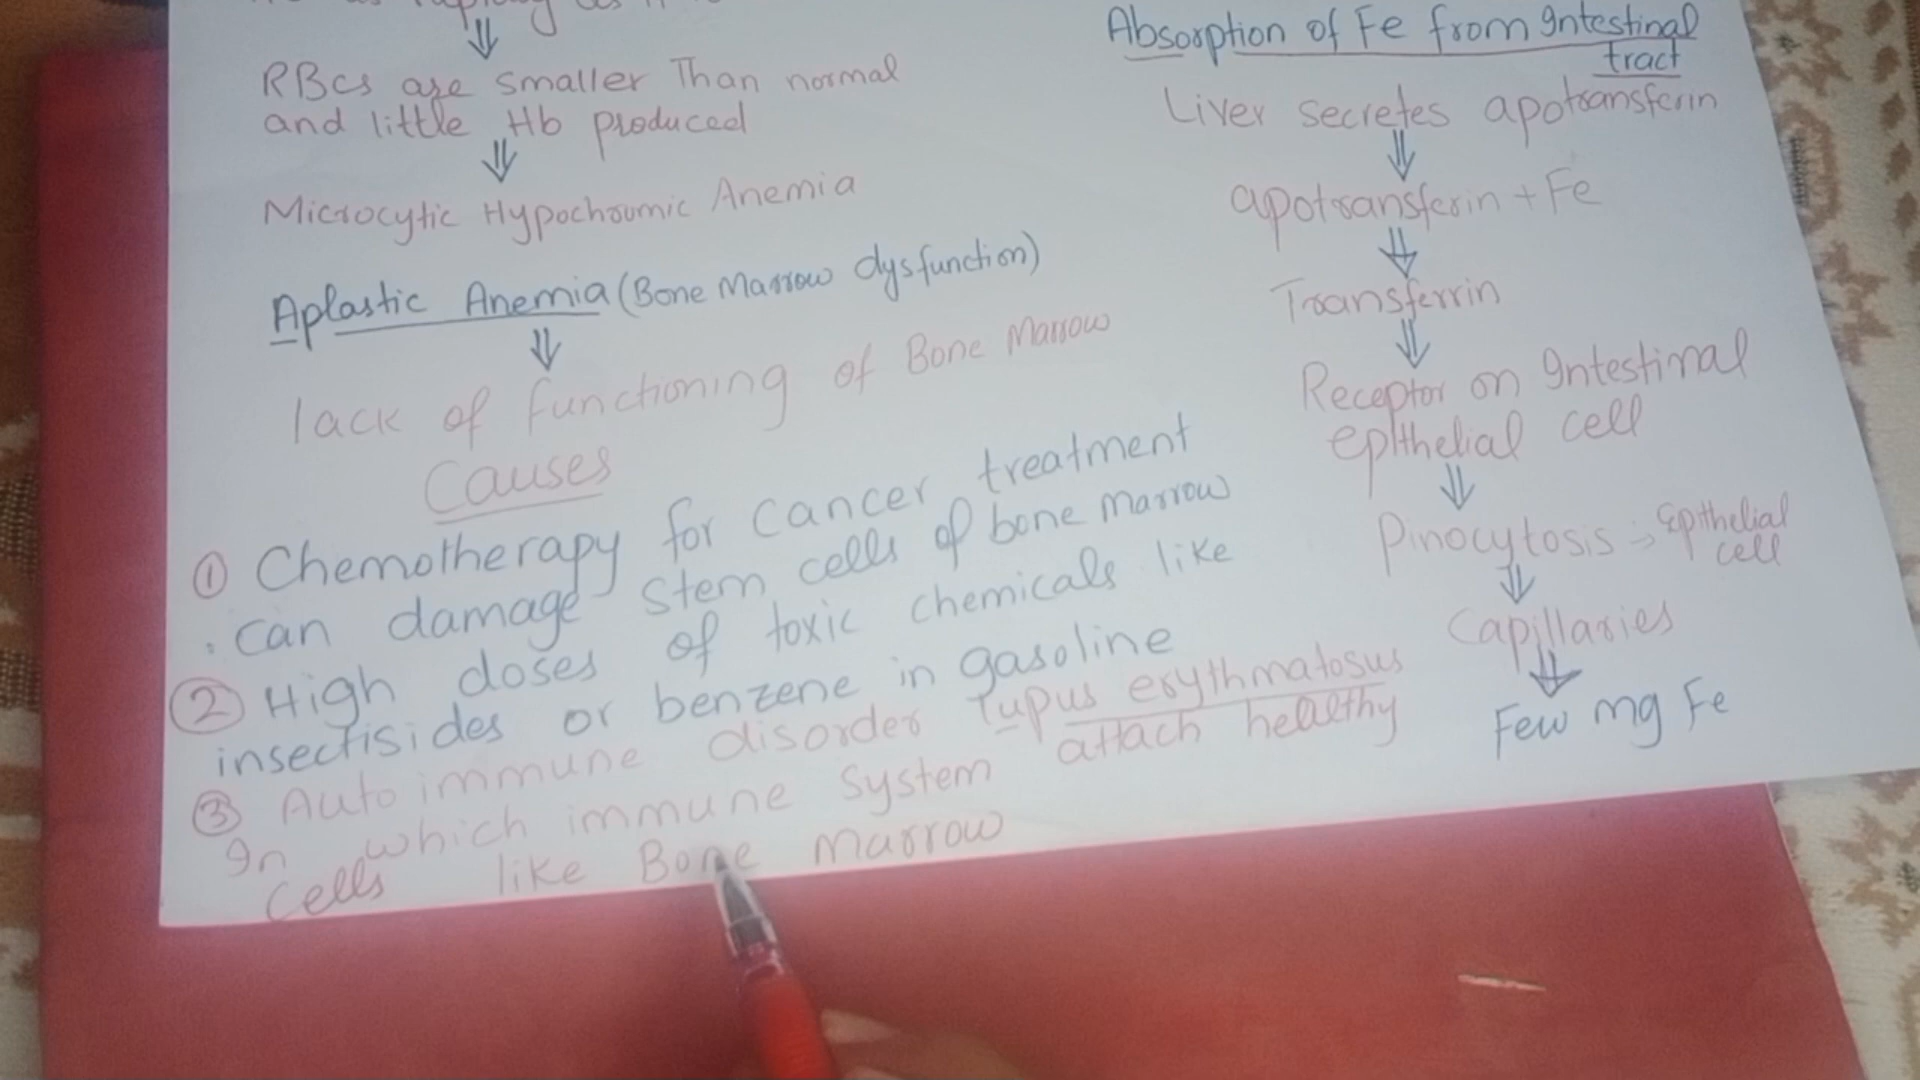 RBCs are smaller Than normal
and little Hb produced
Microcytic Hypochromic Anemia
Aplastic Anemia (Bone Marrow dysfunction)
lack of functioning of Bone Marrow
Causes
① Chemotherapy for cancer treatment
. can damage stem cells of bone marrow
② High doses of toxic chemicals like
insectisides or benzene in gasoline
③ Auto immune disorder lupus erythmatosus
In which immune system attach healthy
cells like Bone Marrow
Absorption of Fe from Intestinal
tract
Liver secretes apotransferin
apotransferin + Fe
Transferrin
Receptor on Intestinal
epithelial cell
Pinocytosis → Epithelial
cell
Capillaries
Few mg Fe